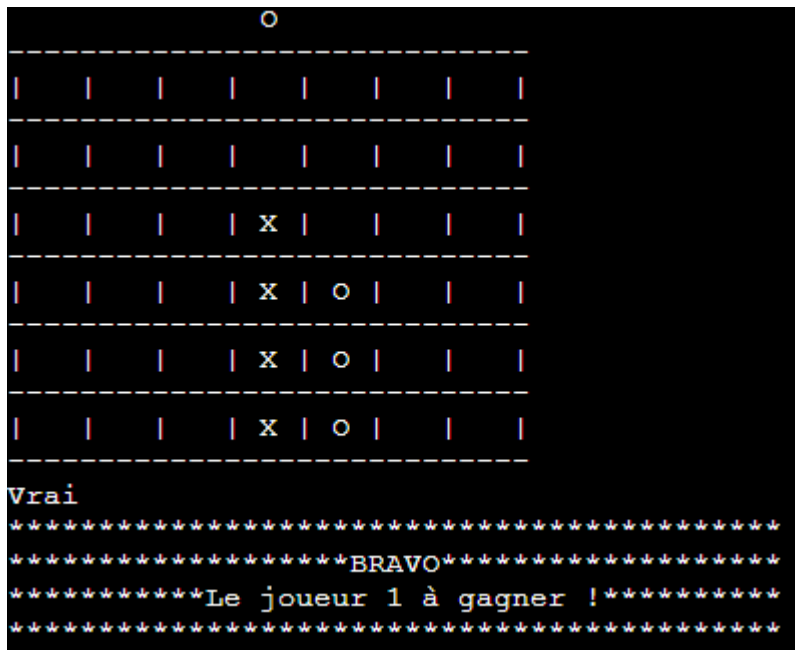 O
-----------------------------
|   |   |   |   |   |   |   |
-----------------------------
|   |   |   |   |   |   |   |
-----------------------------
|   |   |   | X |   |   |   |
-----------------------------
|   |   |   | X | O |   |   |
-----------------------------
|   |   |   | X | O |   |   |
-----------------------------
|   |   |   | X | O |   |   |
-----------------------------
Vrai
*******************************************
*******************BRAVO*******************
***********Le joueur 1 à gagner !**********
*******************************************